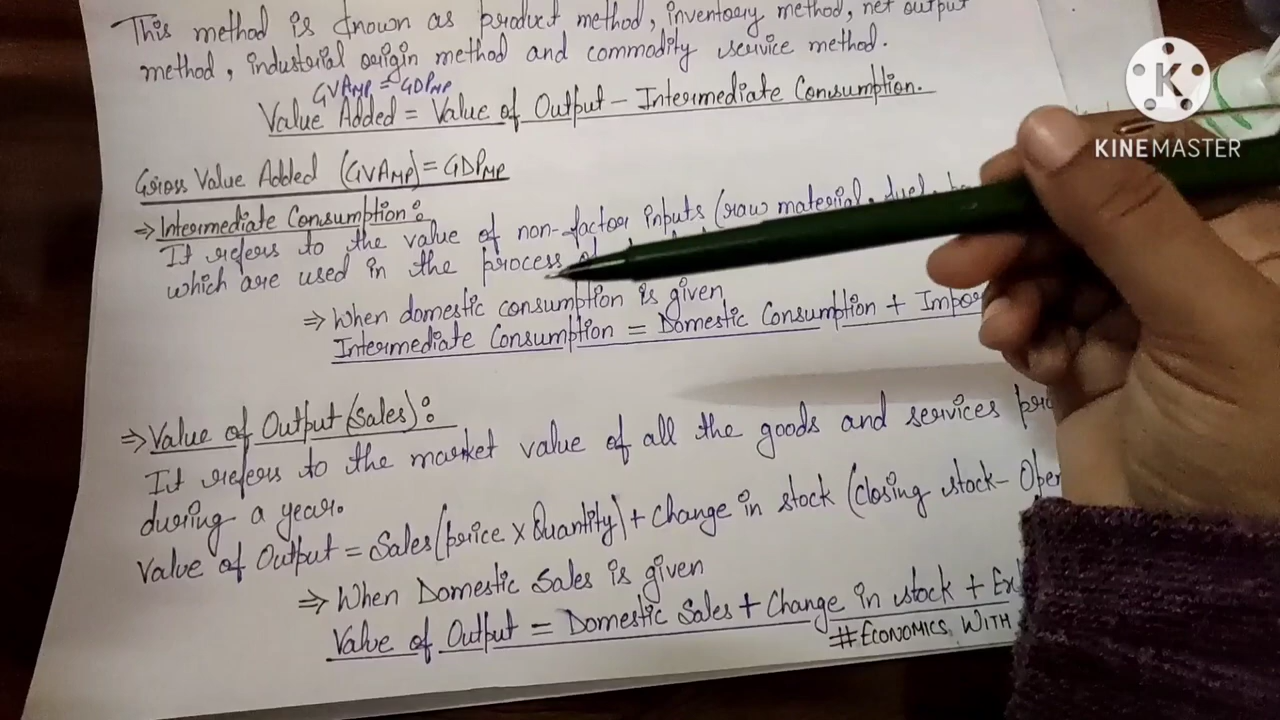 This method is known as product method, inventory method, net output
method, industrial origin method and commodity service method.
GVAMP = GDPMP
Value Added = Value of Output - Intermediate Consumption.
Gross Value Added (GVAMP) = GDPMP
⇒ Intermediate Consumption:
It refers to the value of non-factor inputs (raw material, fuel
which are used in the process of
⇒ When domestic consumption is given
Intermediate Consumption = Domestic Consumption + Impor
⇒ Value of Output (Sales):
It refers to the market value of all the goods and services pro
during a year.
Value of Output = Sales (price x Quantity) + change in stock (closing stock - Open
⇒ When Domestic Sales is given
Value of Output = Domestic Sales + Change in stock + Ex
#ECONOMICS WITH
K
KINEMASTER